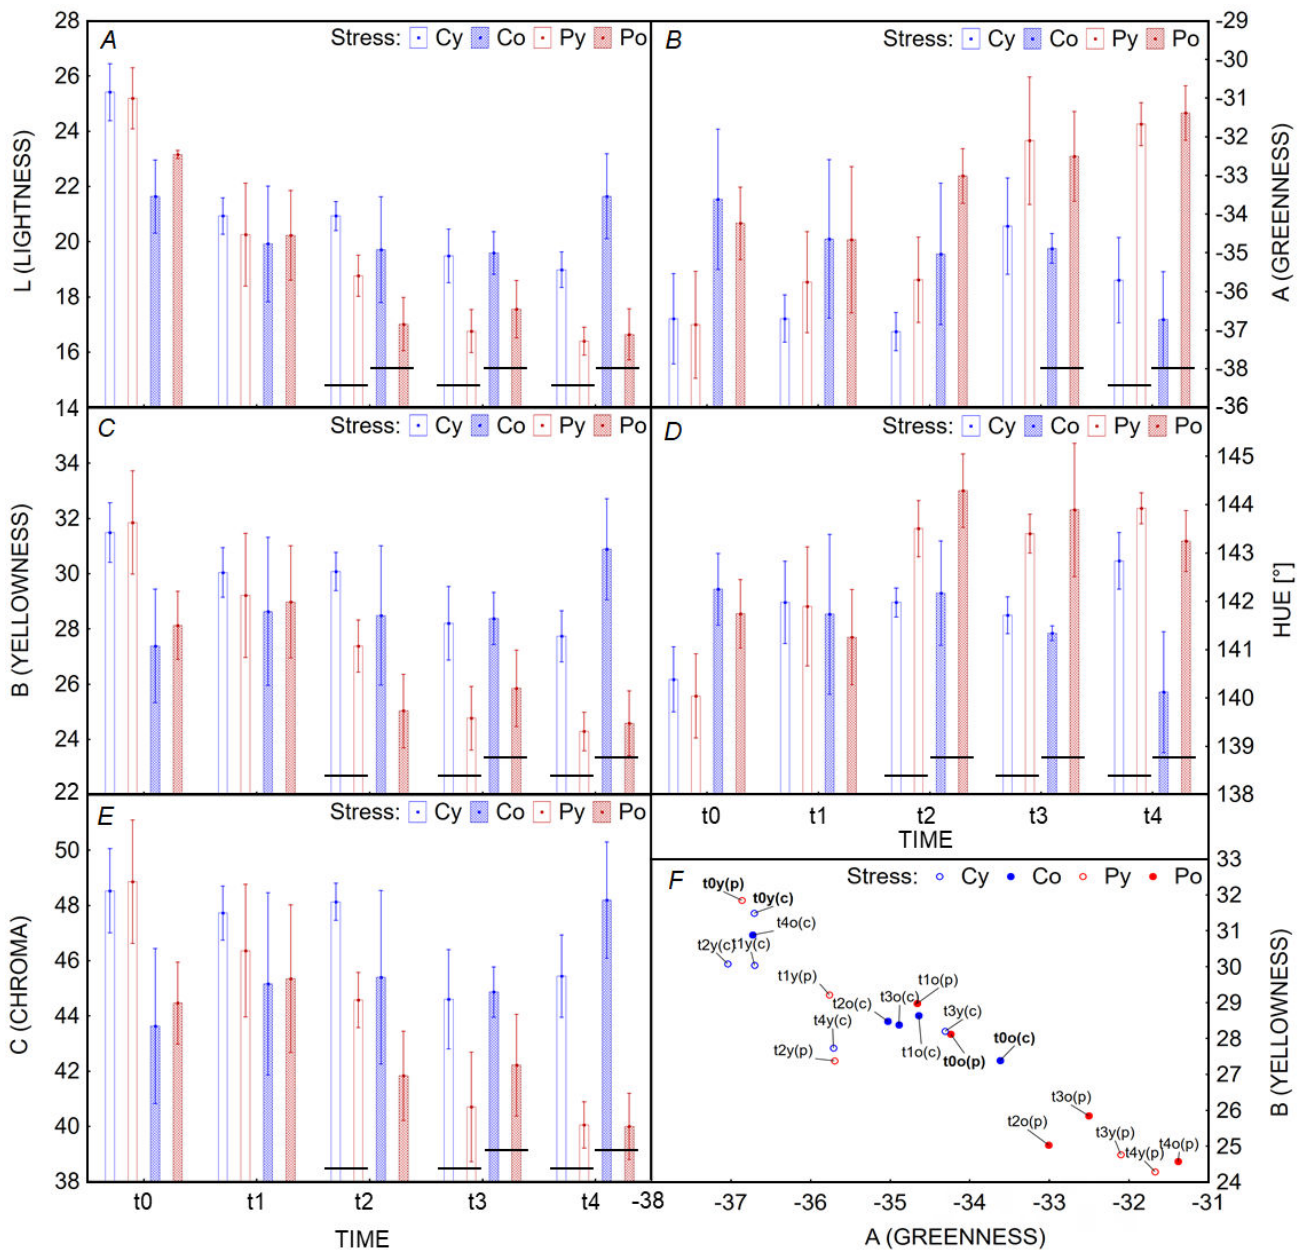 A
Stress: Cy Co Py Po
28
26
24
22
20
18
16
14
L (LIGHTNESS)
B
Stress: Cy Co Py Po
-29
-30
-31
-32
-33
-34
-35
-36
-37
-38
-36
A (GREENNESS)
C
Stress: Cy Co Py Po
34
32
30
28
26
24
22
B (YELLOWNESS)
D
Stress: Cy Co Py Po
145
144
143
142
141
140
139
138
HUE [°]
t0 t1 t2 t3 t4
TIME
E
Stress: Cy Co Py Po
50
48
46
44
42
40
38
C (CHROMA)
t0 t1 t2 t3 t4 -38
TIME
F
Stress: Cy Co Py Po
33
32
31
30
29
28
27
26
25
24
B (YELLOWNESS)
t0y(p)
t0y(c)
t4o(c)
t2y(c)
t1y(c)
t1y(p)
t1o(p)
t3o(c)
t2o(c)
t3y(c)
t4y(c)
t0o(c)
t2y(p)
t1o(c)
t0o(p)
t3o(p)
t2o(p)
t3y(p)
t4o(p)
t4y(p)
-37 -36 -35 -34 -33 -32 -31
A (GREENNESS)